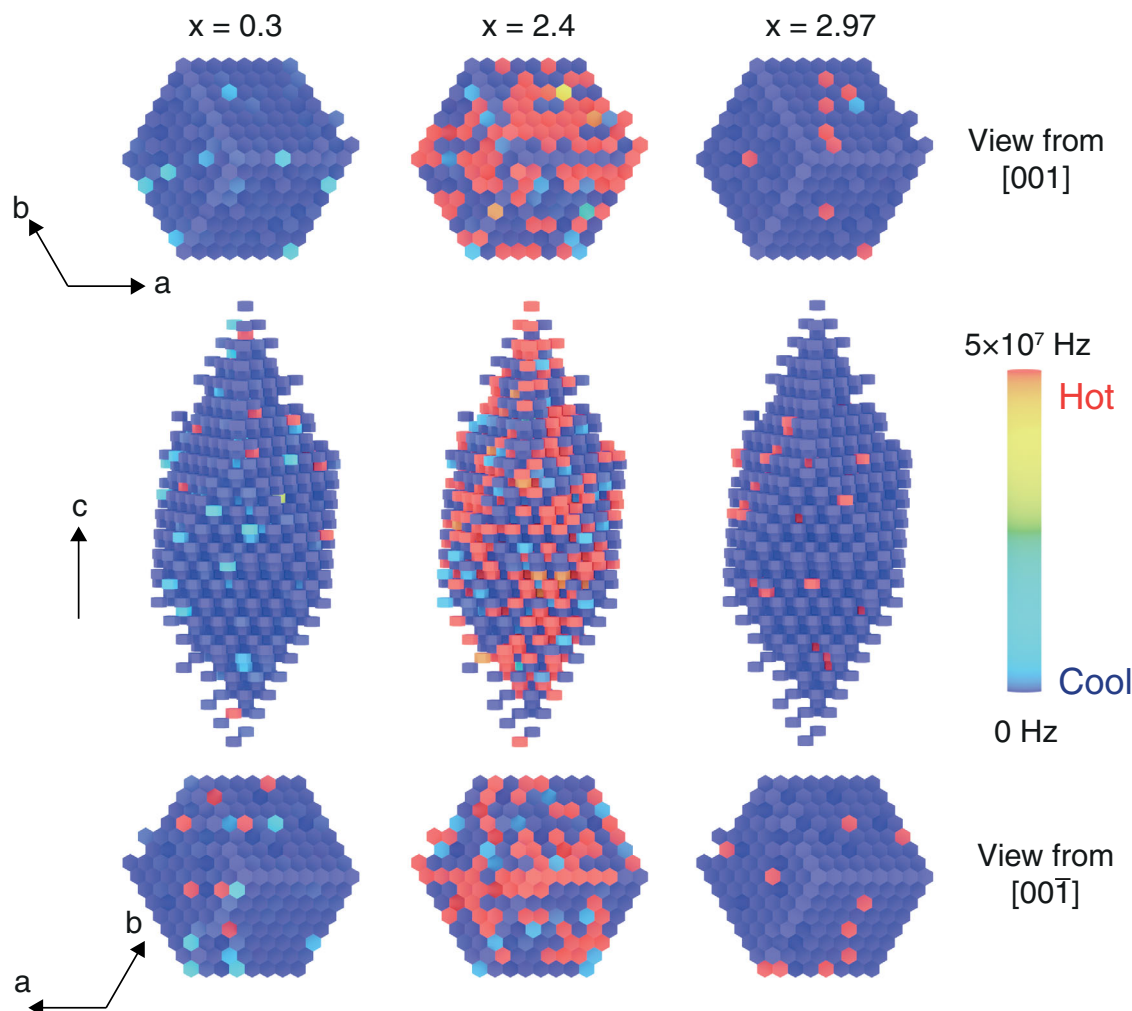 x = 0.3
x = 2.4
x = 2.97
View from
[001]
b
a
5×10⁷ Hz
Hot
c
Cool
0 Hz
View from
[001̅]
b
a